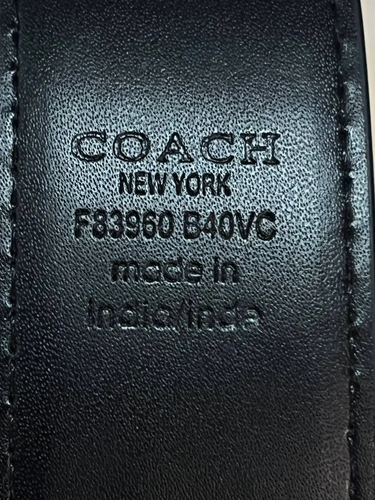 COACH
NEW YORK
F83960 B40VC
made in
india/inde